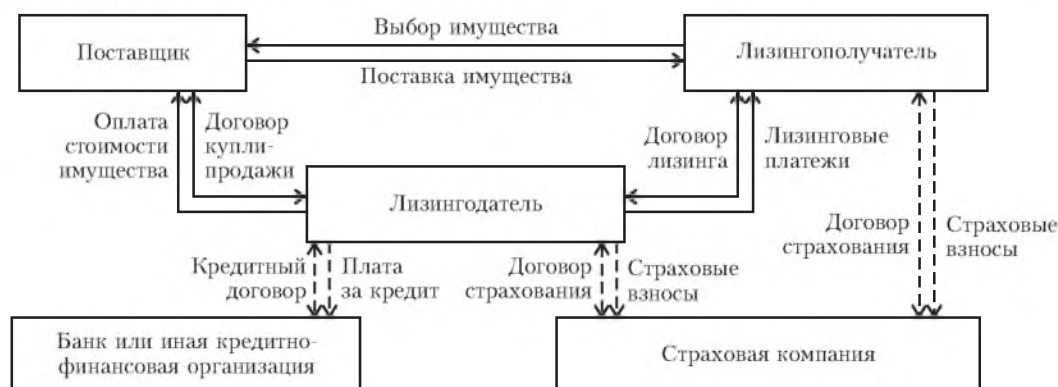 Поставщик
Выбор имущества
Поставка имущества
Лизингополучатель
Оплата
стоимости
имущества
Договор
купли-
продажи
Договор
лизинга
Лизинговые
платежи
Лизингодатель
Договор
страхования
Страховые
взносы
Кредитный
договор
Плата
за кредит
Договор
страхования
Страховые
взносы
Банк или иная кредитно-
финансовая организация
Страховая компания